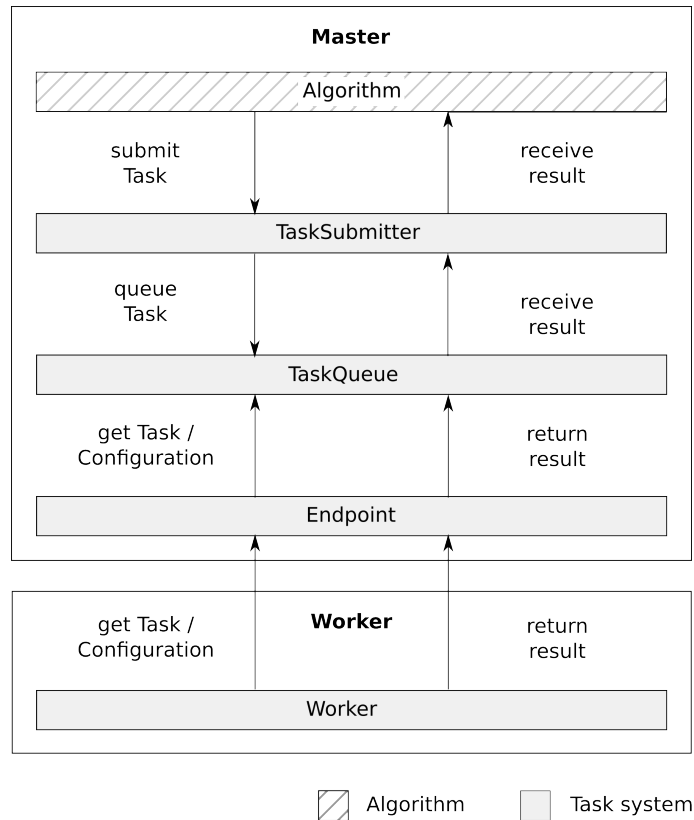 Master
Algorithm
submit
Task
receive
result
TaskSubmitter
queue
Task
receive
result
TaskQueue
get Task /
Configuration
return
result
Endpoint
get Task /
Configuration
Worker
return
result
Worker
Algorithm
Task system